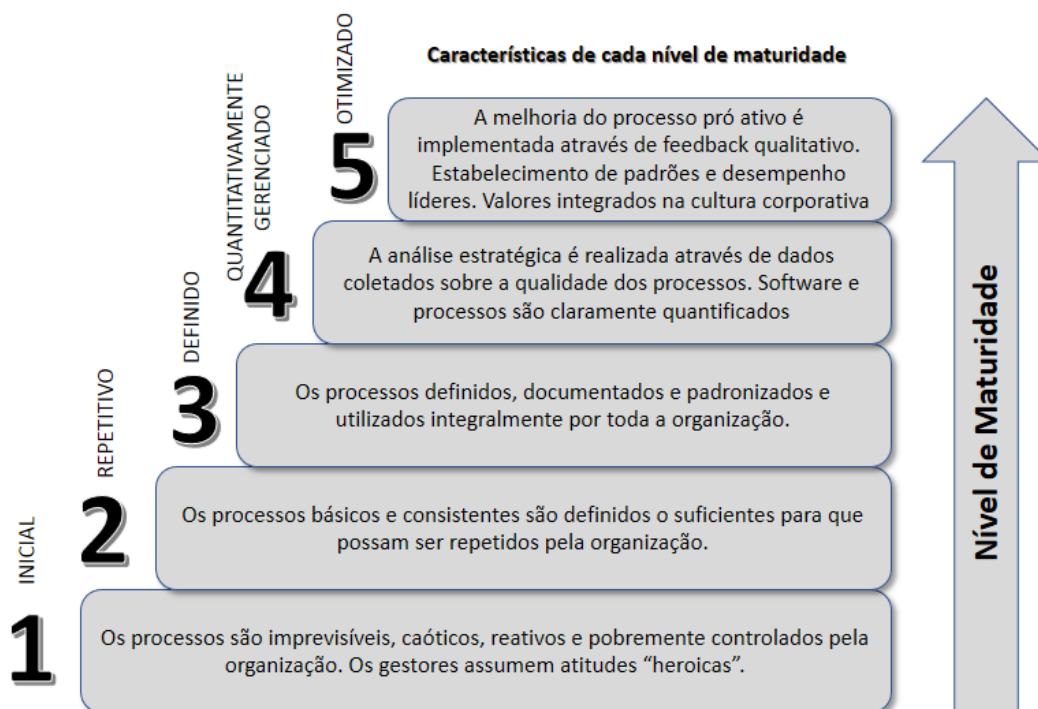 Características de cada nível de maturidade
OTIMIZADO
5
A melhoria do processo pró ativo é
implementada através de feedback qualitativo.
Estabelecimento de padrões e desempenho
líderes. Valores integrados na cultura corporativa
QUANTITATIVAMENTE
GERENCIADO
4
A análise estratégica é realizada através de dados
coletados sobre a qualidade dos processos. Software e
processos são claramente quantificados
DEFINIDO
3
Os processos definidos, documentados e padronizados e
utilizados integralmente por toda a organização.
REPETITIVO
2
Os processos básicos e consistentes são definidos o suficientes para que
possam ser repetidos pela organização.
INICIAL
1
Os processos são imprevisíveis, caóticos, reativos e pobremente controlados pela
organização. Os gestores assumem atitudes “heroicas”.
Nível de Maturidade